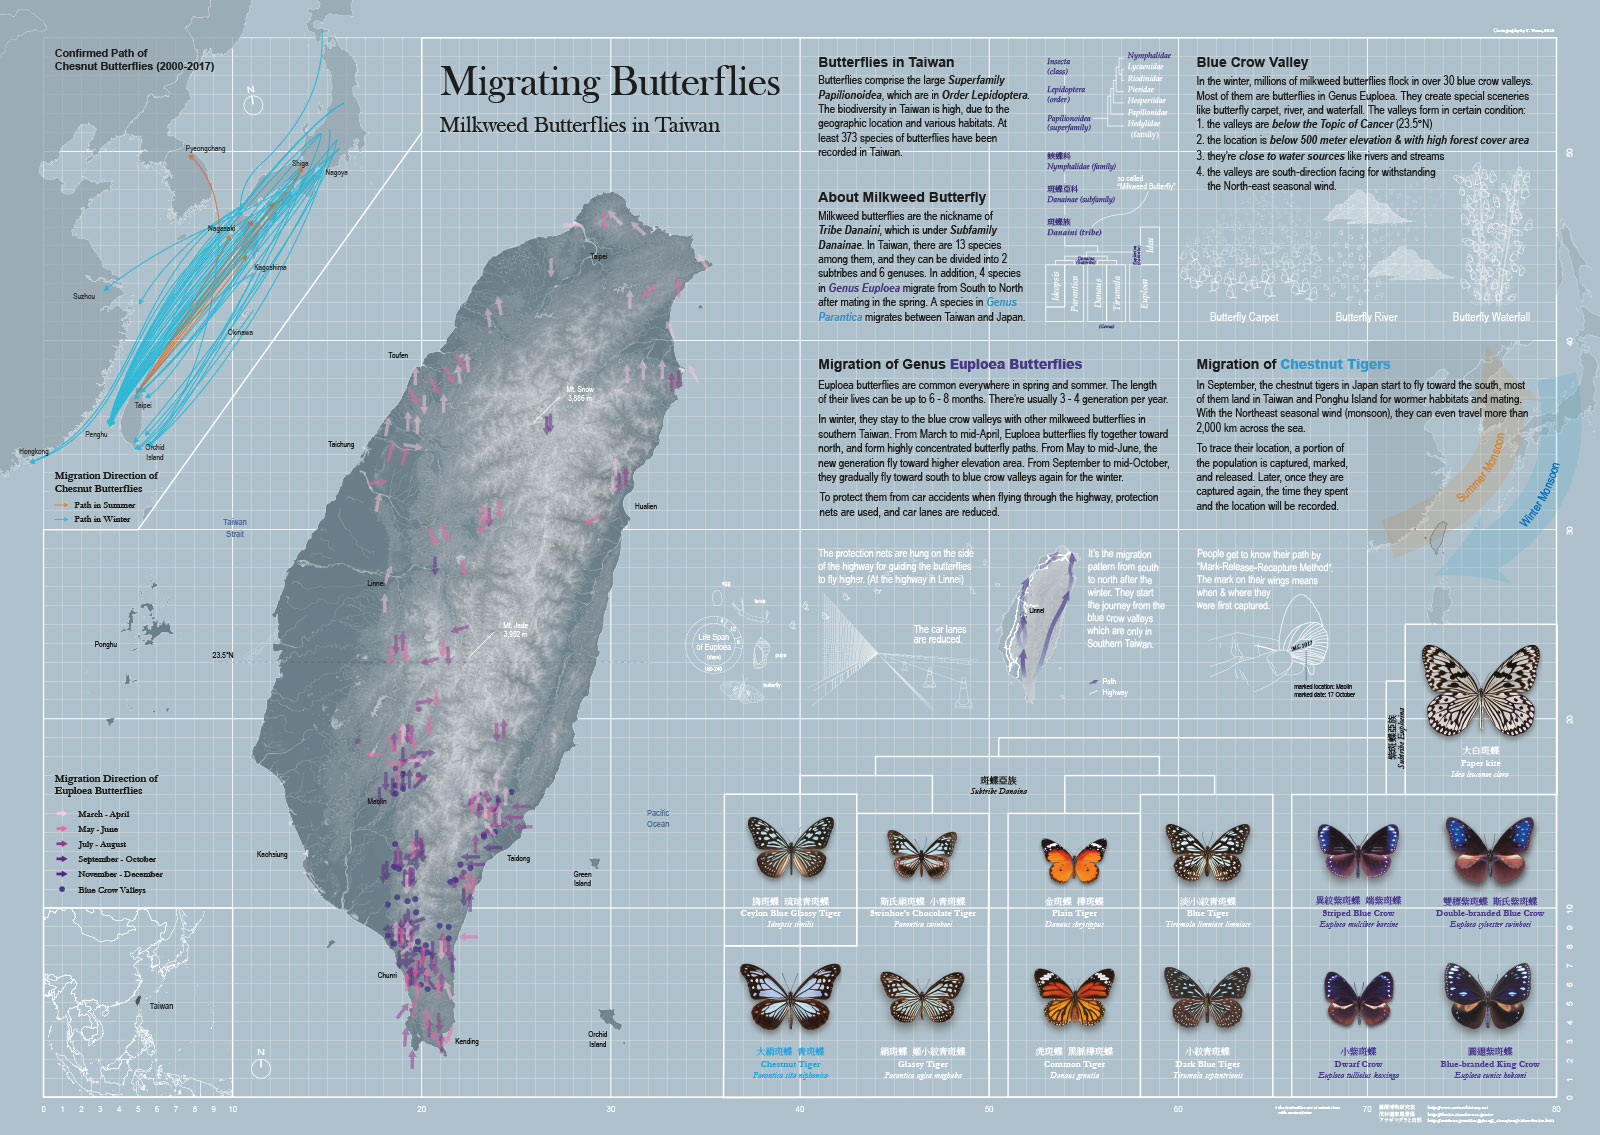 Confirmed Path of
Chesnut Butterflies (2000-2017)
N
Pyeongchang
Shiga
Nagoya
Nagasaki
Kagoshima
Suzhou
Okinawa
Taipei
Penghu
Hongkong
Orchid
Island
Migration Direction of
Chesnut Butterflies
Path in Summer
Path in Winter
Migrating Butterflies
Milkweed Butterflies in Taiwan
Taipei
Toufen
Mt. Snow
3,886 m
Taichung
Hualien
Taiwan
Strait
Linnei
Mt. Jade
3,952 m
Ponghu
23.5°N
Maolin
Pacific
Ocean
Kaohsiung
Taidong
Green
Island
Chunri
Kending
Orchid
Island
Migration Direction of
Euploea Butterflies
March - April
May - June
July - August
September - October
November - December
Blue Crow Valleys
Taiwan
N
Butterflies in Taiwan
Butterflies comprise the large Superfamily
Papilionoidea, which are in Order Lepidoptera.
The biodiversity in Taiwan is high, due to the
geographic location and various habitats. At
least 373 species of butterflies have been
recorded in Taiwan.
About Milkweed Butterfly
Milkweed butterflies are the nickname of
Tribe Danaini, which is under Subfamily
Danainae. In Taiwan, there are 13 species
among them, and they can be divided into 2
subtribes and 6 genuses. In addition, 4 species
in Genus Euploea migrate from South to North
after mating in the spring. A species in Genus
Parantica migrates between Taiwan and Japan.
Insecta
(class)
Lepidoptera
(order)
Papilionoidea
(superfamily)
Nymphalidae
Lycaenidae
Riodinidae
Pieridae
Hesperiidae
Papilionidae
Hedylidae
(family)
蛺蝶科
Nymphalidae (family)
so called
"Milkweed Butterfly"
斑蝶亞科
Danainae (subfamily)
斑蝶族
Danaini (tribe)
Ideopsis
Parantica
Danaus
Tirumala
Euploea
Idea
(Genus)
Blue Crow Valley
In the winter, millions of milkweed butterflies flock in over 30 blue crow valleys.
Most of them are butterflies in Genus Euploea. They create special sceneries
like butterfly carpet, river, and waterfall. The valleys form in certain condition:
1. the valleys are below the Topic of Cancer (23.5°N)
2. the location is below 500 meter elevation & with high forest cover area
3. they're close to water sources like rivers and streams
4. the valleys are south-direction facing for withstanding
the North-east seasonal wind.
Butterfly Carpet
Butterfly River
Butterfly Waterfall
Migration of Genus Euploea Butterflies
Euploea butterflies are common everywhere in spring and sommer. The length
of their lives can be up to 6 - 8 months. There're usually 3 - 4 generation per year.
In winter, they stay to the blue crow valleys with other milkweed butterflies in
southern Taiwan. From March to mid-April, Euploea butterflies fly together toward
north, and form highly concentrated butterfly paths. From May to mid-June, the
new generation fly toward higher elevation area. From September to mid-October,
they gradually fly toward south to blue crow valleys again for the winter.
To protect them from car accidents when flying through the highway, protection
nets are used, and car lanes are reduced.
Migration of Chestnut Tigers
In September, the chestnut tigers in Japan start to fly toward the south, most
of them land in Taiwan and Ponghu Island for wormer habbitats and mating.
With the Northeast seasonal wind (monsoon), they can even travel more than
2,000 km across the sea.
To trace their location, a portion of
the population is captured, marked,
and released. Later, once they are
captured again, the time they spent
and the location will be recorded.
Summer Monsoon
Winter Monsoon
The protection nets are hung on the side
of the highway for guiding the butterflies
to fly higher. (At the highway in Linnei)
The car lanes
are reduced.
egg
larva
pupa
butterfly
Life Span
of Euploea
(days)
180-240
Linnei
It's the migration
pattern from south
to north after the
winter. They start
the journey from the
blue crow valleys
which are only in
Southern Taiwan.
Path
Highway
People get to know their path by
"Mark-Release-Recapture Method".
The mark on their wings means
when & where they
were first captured.
marked location: Maolin
marked date: 17 October
斑蝶亞族
Subtribe Danaina
紫斑蝶亞族
Subtribe Euploeina
大白斑蝶
Paper kite
Idea leuconoe clara
琉球青斑蝶
Ceylon Blue Glassy Tiger
Ideopsis similis
斯氏絹斑蝶 小青斑蝶
Swinhoe's Chocolate Tiger
Parantica swinhoei
金斑蝶 樺斑蝶
Plain Tiger
Danaus chrysippus
淡小紋青斑蝶
Blue Tiger
Tirumala limniace limniace
異紋紫斑蝶 端紫斑蝶
Striped Blue Crow
Euploea mulciber barsine
雙標紫斑蝶 斯氏紫斑蝶
Double-branded Blue Crow
Euploea sylvester swinhoei
大絹斑蝶 青斑蝶
Chestnut Tiger
Parantica sita niphonica
絹斑蝶 姬小紋青斑蝶
Glassy Tiger
Parantica aglea maghaba
虎斑蝶 黑脈樺斑蝶
Common Tiger
Danaus genutia
小紋青斑蝶
Dark Blue Tiger
Tirumala septentrionis
小紫斑蝶
Dwarf Crow
Euploea tulliolus koxinga
圓翅紫斑蝶
Blue-branded King Crow
Euploea eunice hobsoni
0 1 2 3 4 5 6 7 8 9 10 20 30 40 50 60 70 80
50
40
30
20
10
9
8
7
6
5
4
3
2
1
0